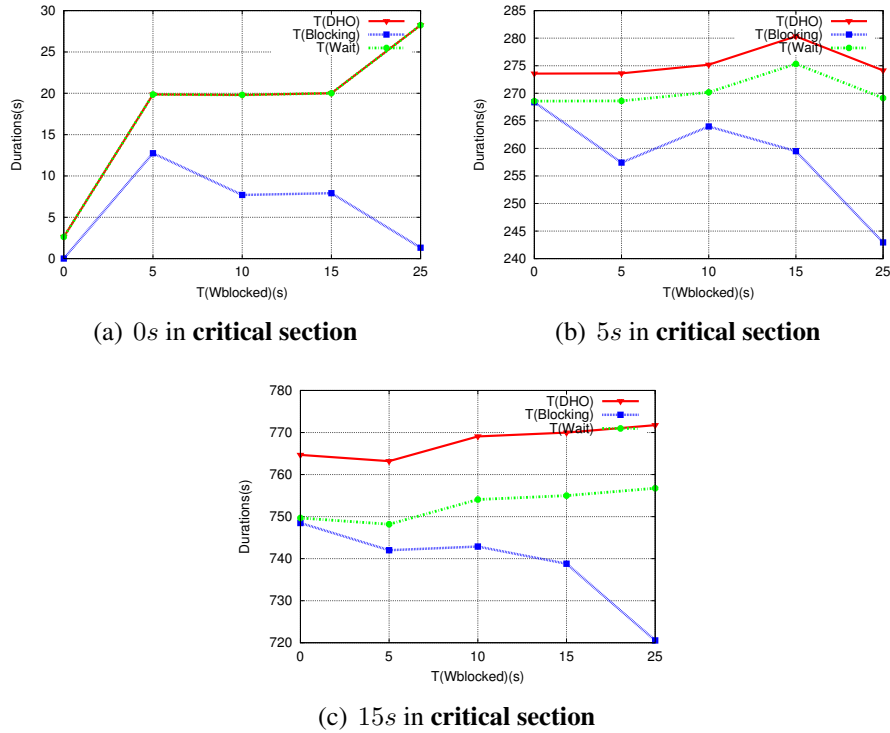 30
25
20
15
10
5
0
Durations(s)
T(DHO)
T(Blocking)
T(Wait)
0 5 10 15 25
T(Wblocked)(s)
(a) 0s in critical section
285
280
275
270
265
260
255
250
245
240
Durations(s)
T(DHO)
T(Blocking)
T(Wait)
0 5 10 15 25
T(Wblocked)(s)
(b) 5s in critical section
780
770
760
750
740
730
720
Durations(s)
T(DHO)
T(Blocking)
T(Wait)
0 5 10 15 25
T(Wblocked)(s)
(c) 15s in critical section